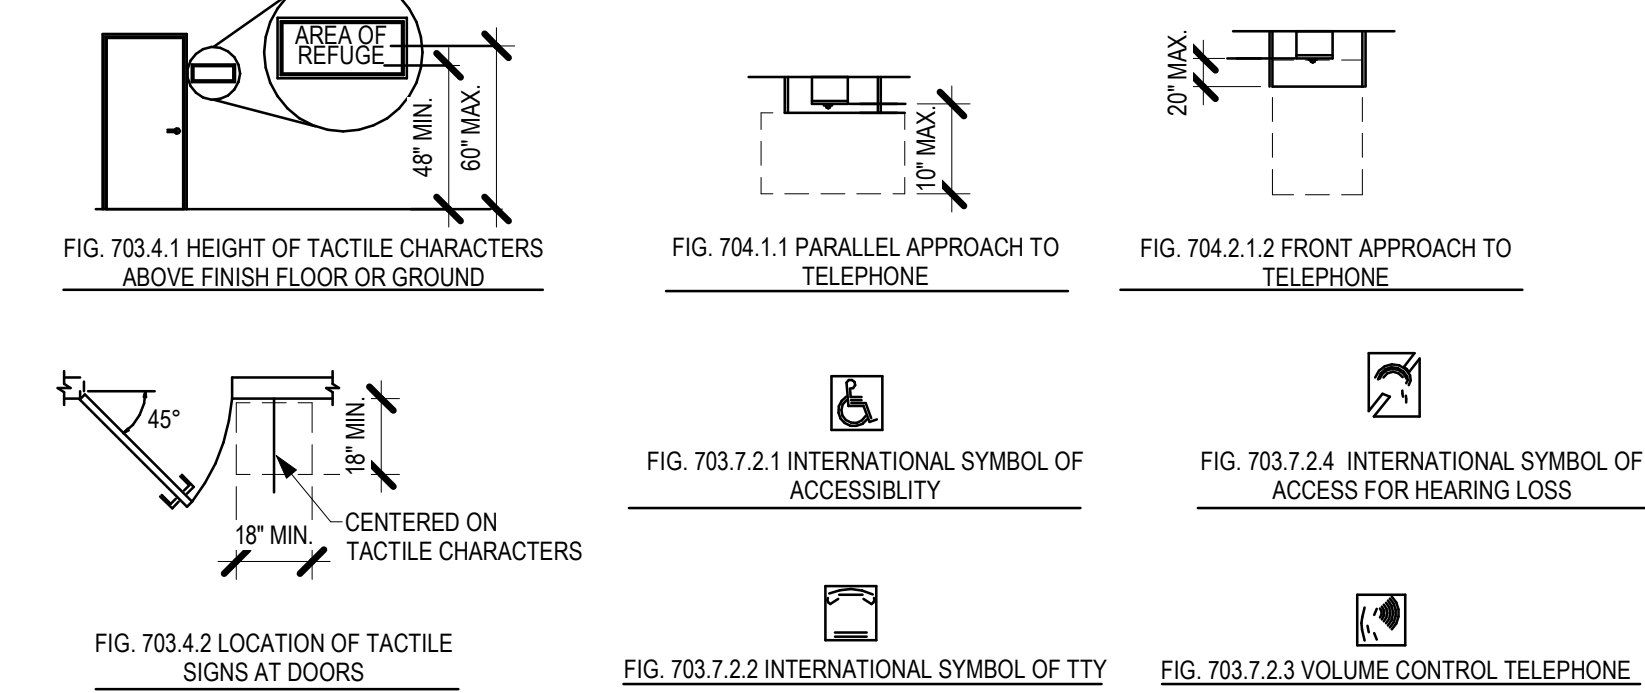 AREA OF
REFUGE
48" MIN.
60" MAX.
FIG. 703.4.1 HEIGHT OF TACTILE CHARACTERS
ABOVE FINISH FLOOR OR GROUND
10" MAX.
FIG. 704.1.1 PARALLEL APPROACH TO
TELEPHONE
20" MAX.
FIG. 704.2.1.2 FRONT APPROACH TO
TELEPHONE
45°
18" MIN.
18" MIN.
CENTERED ON
TACTILE CHARACTERS
FIG. 703.4.2 LOCATION OF TACTILE
SIGNS AT DOORS
FIG. 703.7.2.1 INTERNATIONAL SYMBOL OF
ACCESSIBLITY
FIG. 703.7.2.4 INTERNATIONAL SYMBOL OF
ACCESS FOR HEARING LOSS
FIG. 703.7.2.2 INTERNATIONAL SYMBOL OF TTY
FIG. 703.7.2.3 VOLUME CONTROL TELEPHONE